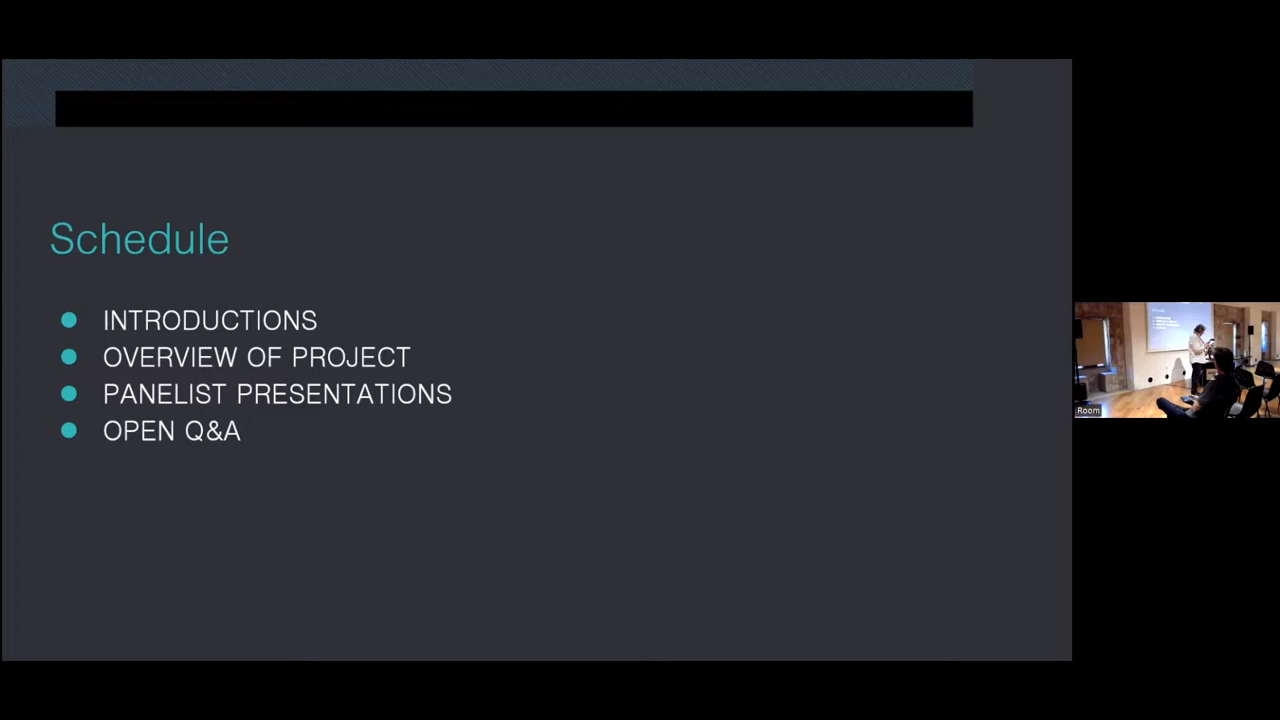 Schedule
INTRODUCTIONS
OVERVIEW OF PROJECT
PANELIST PRESENTATIONS
OPEN Q&A
Room